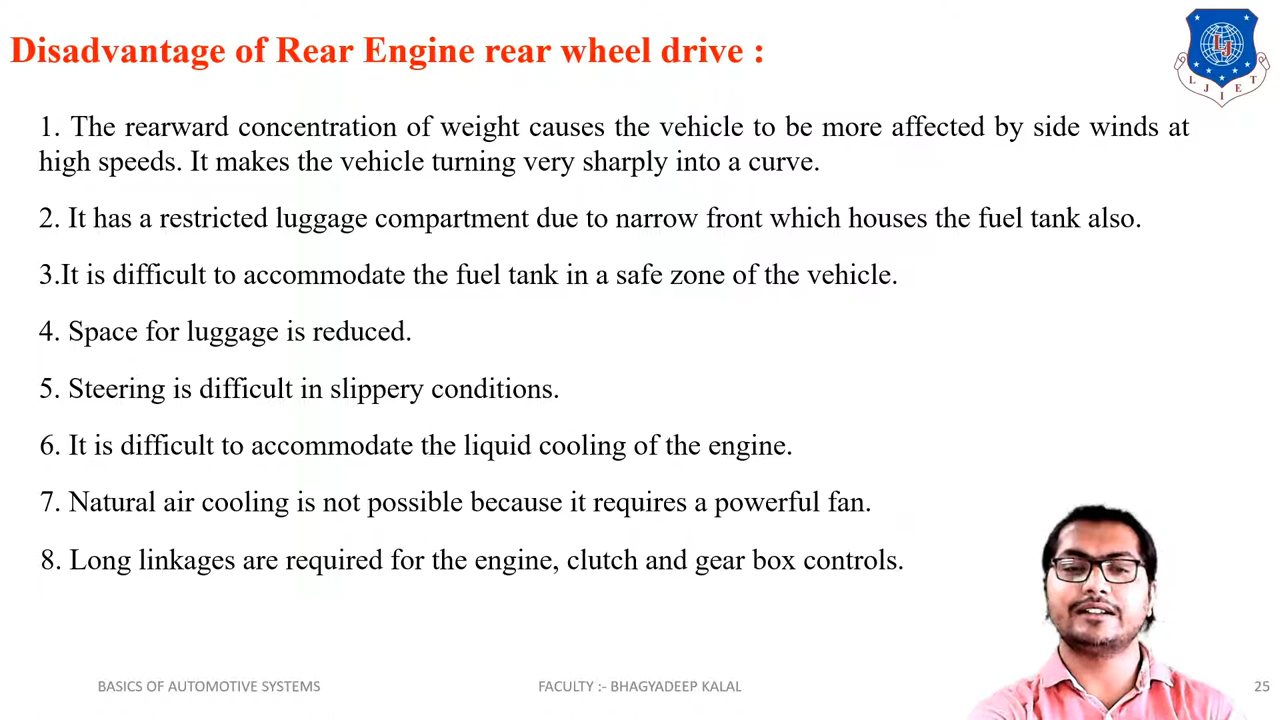 Disadvantage of Rear Engine rear wheel drive :
LJ
L J I E T
1. The rearward concentration of weight causes the vehicle to be more affected by side winds at
high speeds. It makes the vehicle turning very sharply into a curve.
2. It has a restricted luggage compartment due to narrow front which houses the fuel tank also.
3.It is difficult to accommodate the fuel tank in a safe zone of the vehicle.
4. Space for luggage is reduced.
5. Steering is difficult in slippery conditions.
6. It is difficult to accommodate the liquid cooling of the engine.
7. Natural air cooling is not possible because it requires a powerful fan.
8. Long linkages are required for the engine, clutch and gear box controls.
BASICS OF AUTOMOTIVE SYSTEMS
FACULTY :- BHAGYADEEP KALAL
25